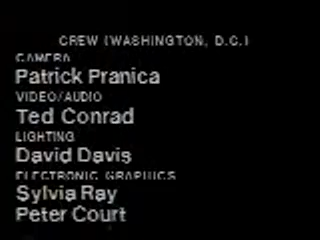 CREW (WASHINGTON, D.C.)
CAMERA
Patrick Pranica
VIDEO/AUDIO
Ted Conrad
LIGHTING
David Davis
ELECTRONIC GRAPHICS
Sylvia Ray
Peter Court